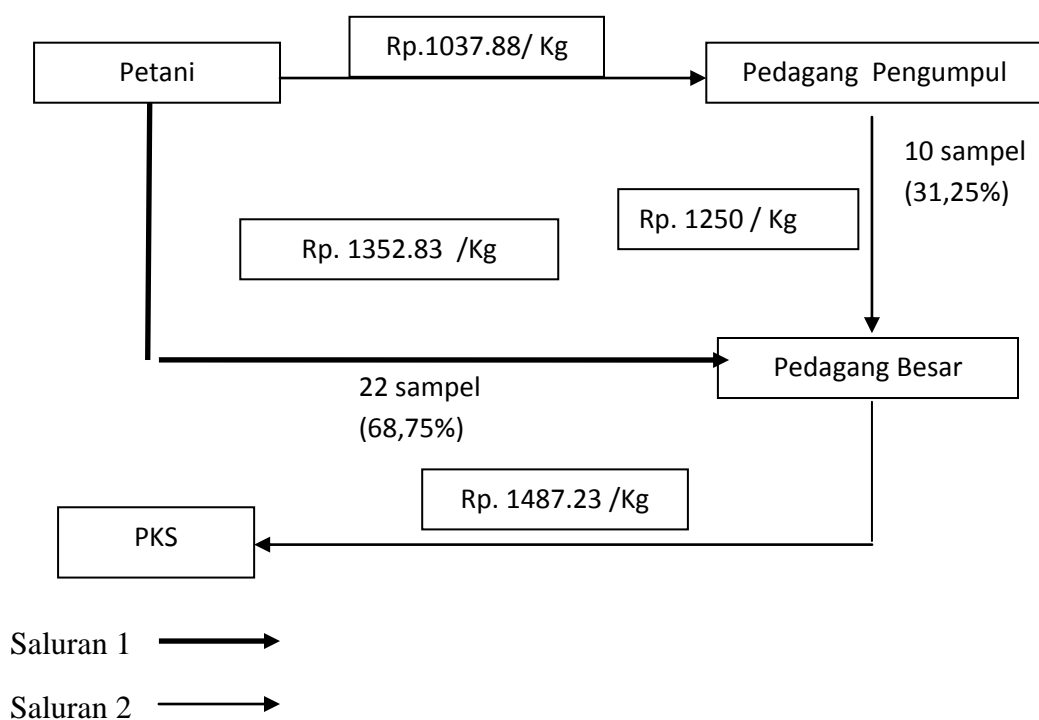 Rp.1037.88/ Kg
Petani
Pedagang  Pengumpul
10 sampel
(31,25%)
Rp. 1250 / Kg
Rp. 1352.83  /Kg
Pedagang Besar
22 sampel
(68,75%)
Rp. 1487.23 /Kg
PKS
Saluran 1
Saluran 2